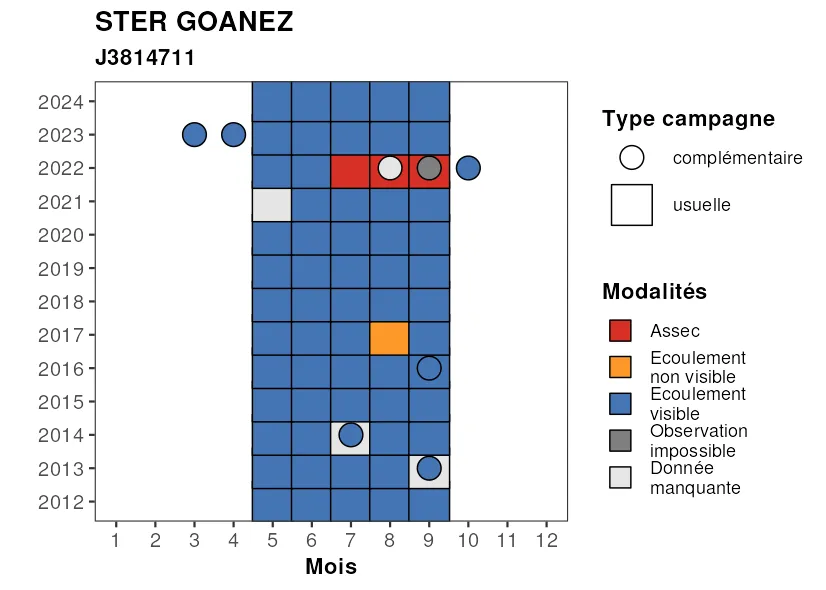 STER GOANEZ
J3814711
2024
2023
2022
2021
2020
2019
2018
2017
2016
2015
2014
2013
2012
1 2 3 4 5 6 7 8 9 10 11 12
Mois
Type campagne
complémentaire
usuelle
Modalités
Assec
Ecoulement
non visible
Ecoulement
visible
Observation
impossible
Donnée
manquante